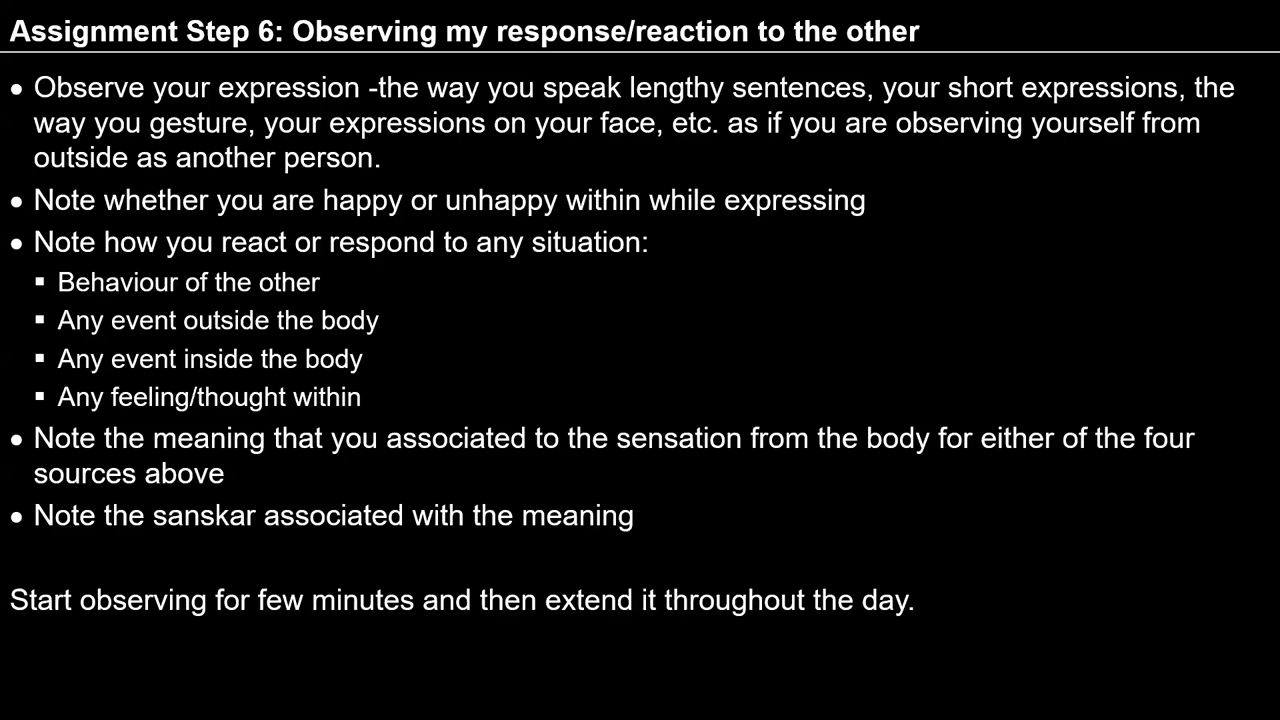 Assignment Step 6: Observing my response/reaction to the other
• Observe your expression -the way you speak lengthy sentences, your short expressions, the
way you gesture, your expressions on your face, etc. as if you are observing yourself from
outside as another person.
• Note whether you are happy or unhappy within while expressing
• Note how you react or respond to any situation:
▪ Behaviour of the other
▪ Any event outside the body
▪ Any event inside the body
▪ Any feeling/thought within
• Note the meaning that you associated to the sensation from the body for either of the four
sources above
• Note the sanskar associated with the meaning
Start observing for few minutes and then extend it throughout the day.